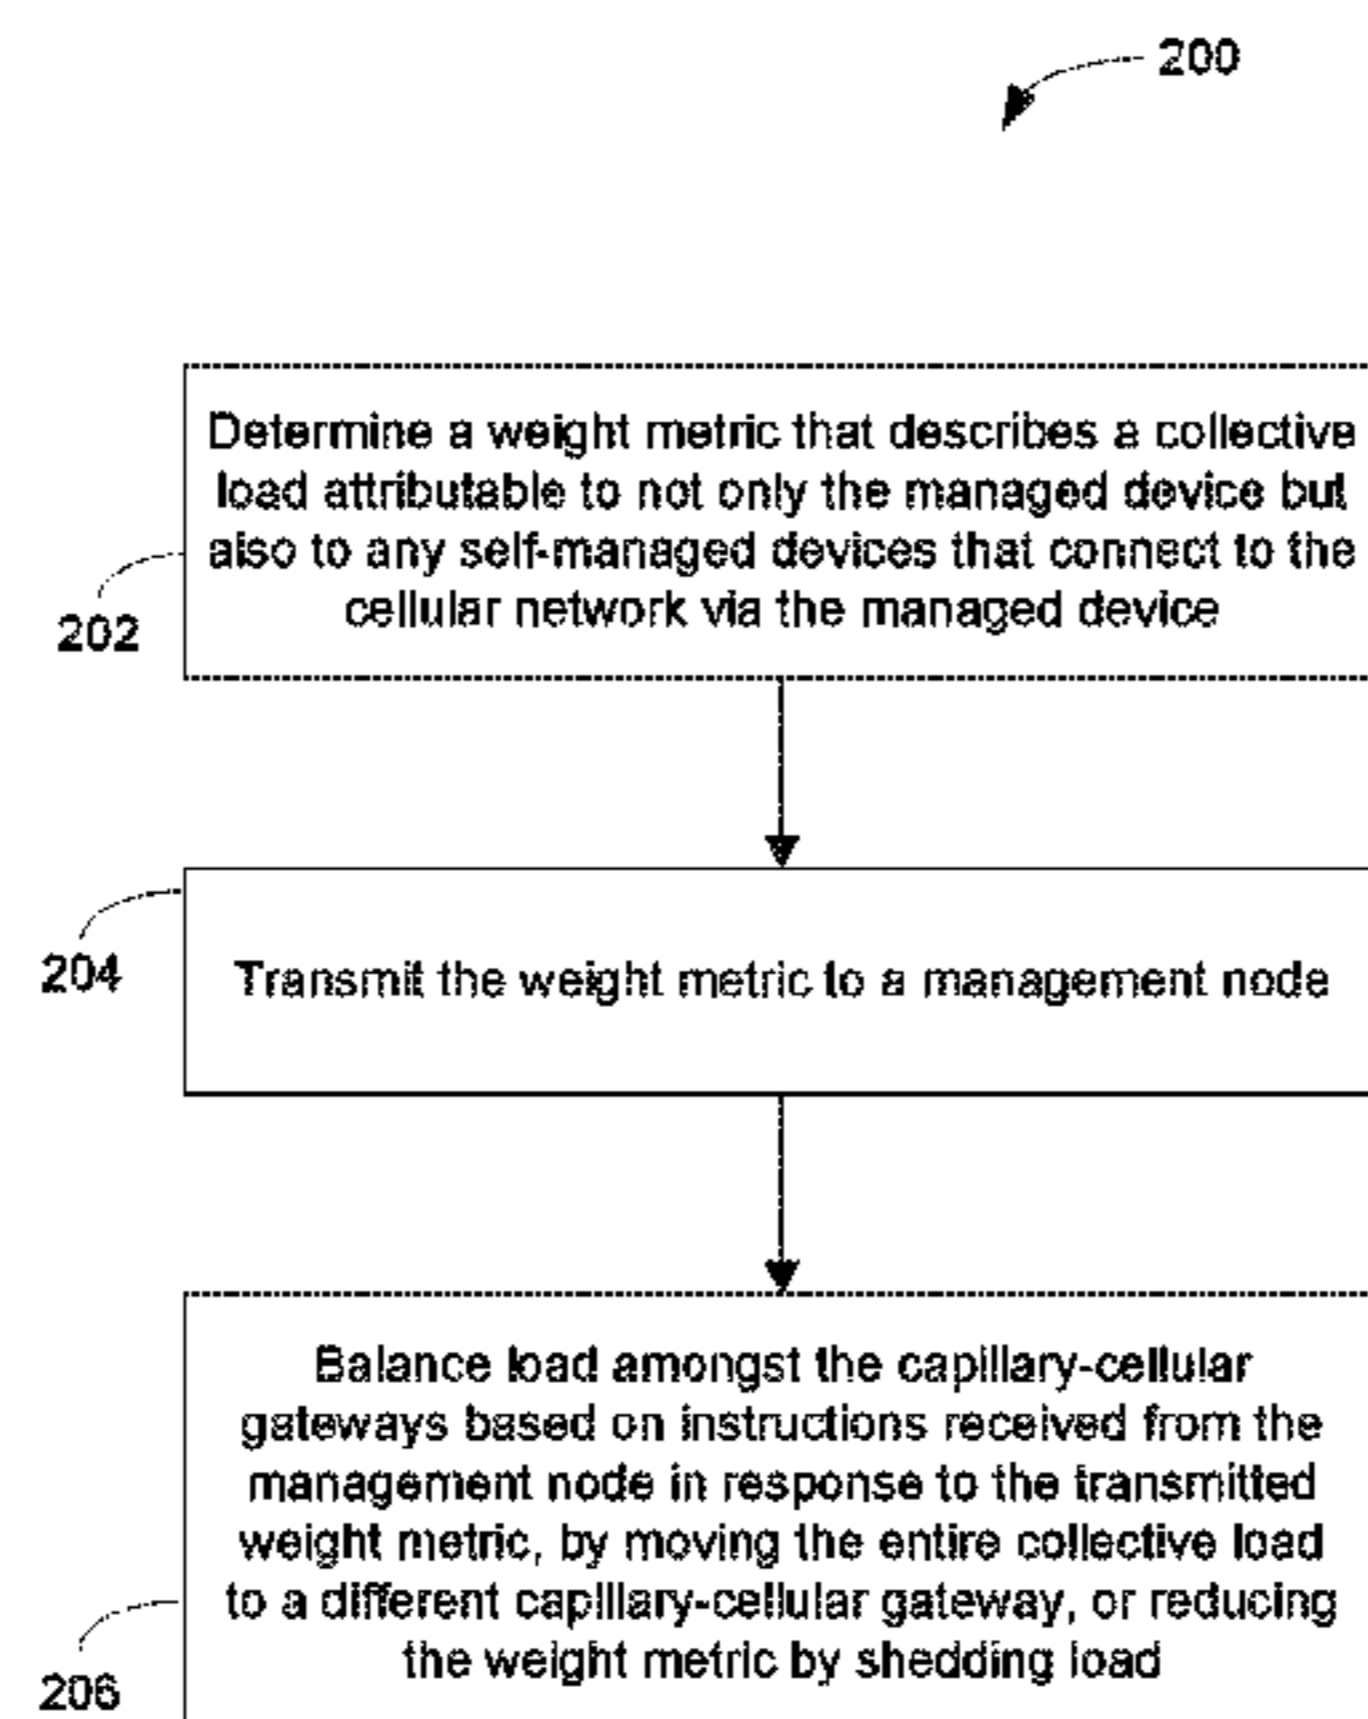 200
Determine a weight metric that describes a collective
load attributable to not only the managed device but
also to any self-managed devices that connect to the
cellular network via the managed device
202
204
Transmit the weight metric to a management node
Balance load amongst the capillary-cellular
gateways based on instructions received from the
management node in response to the transmitted
weight metric, by moving the entire collective load
to a different capillary-cellular gateway, or reducing
the weight metric by shedding load
206